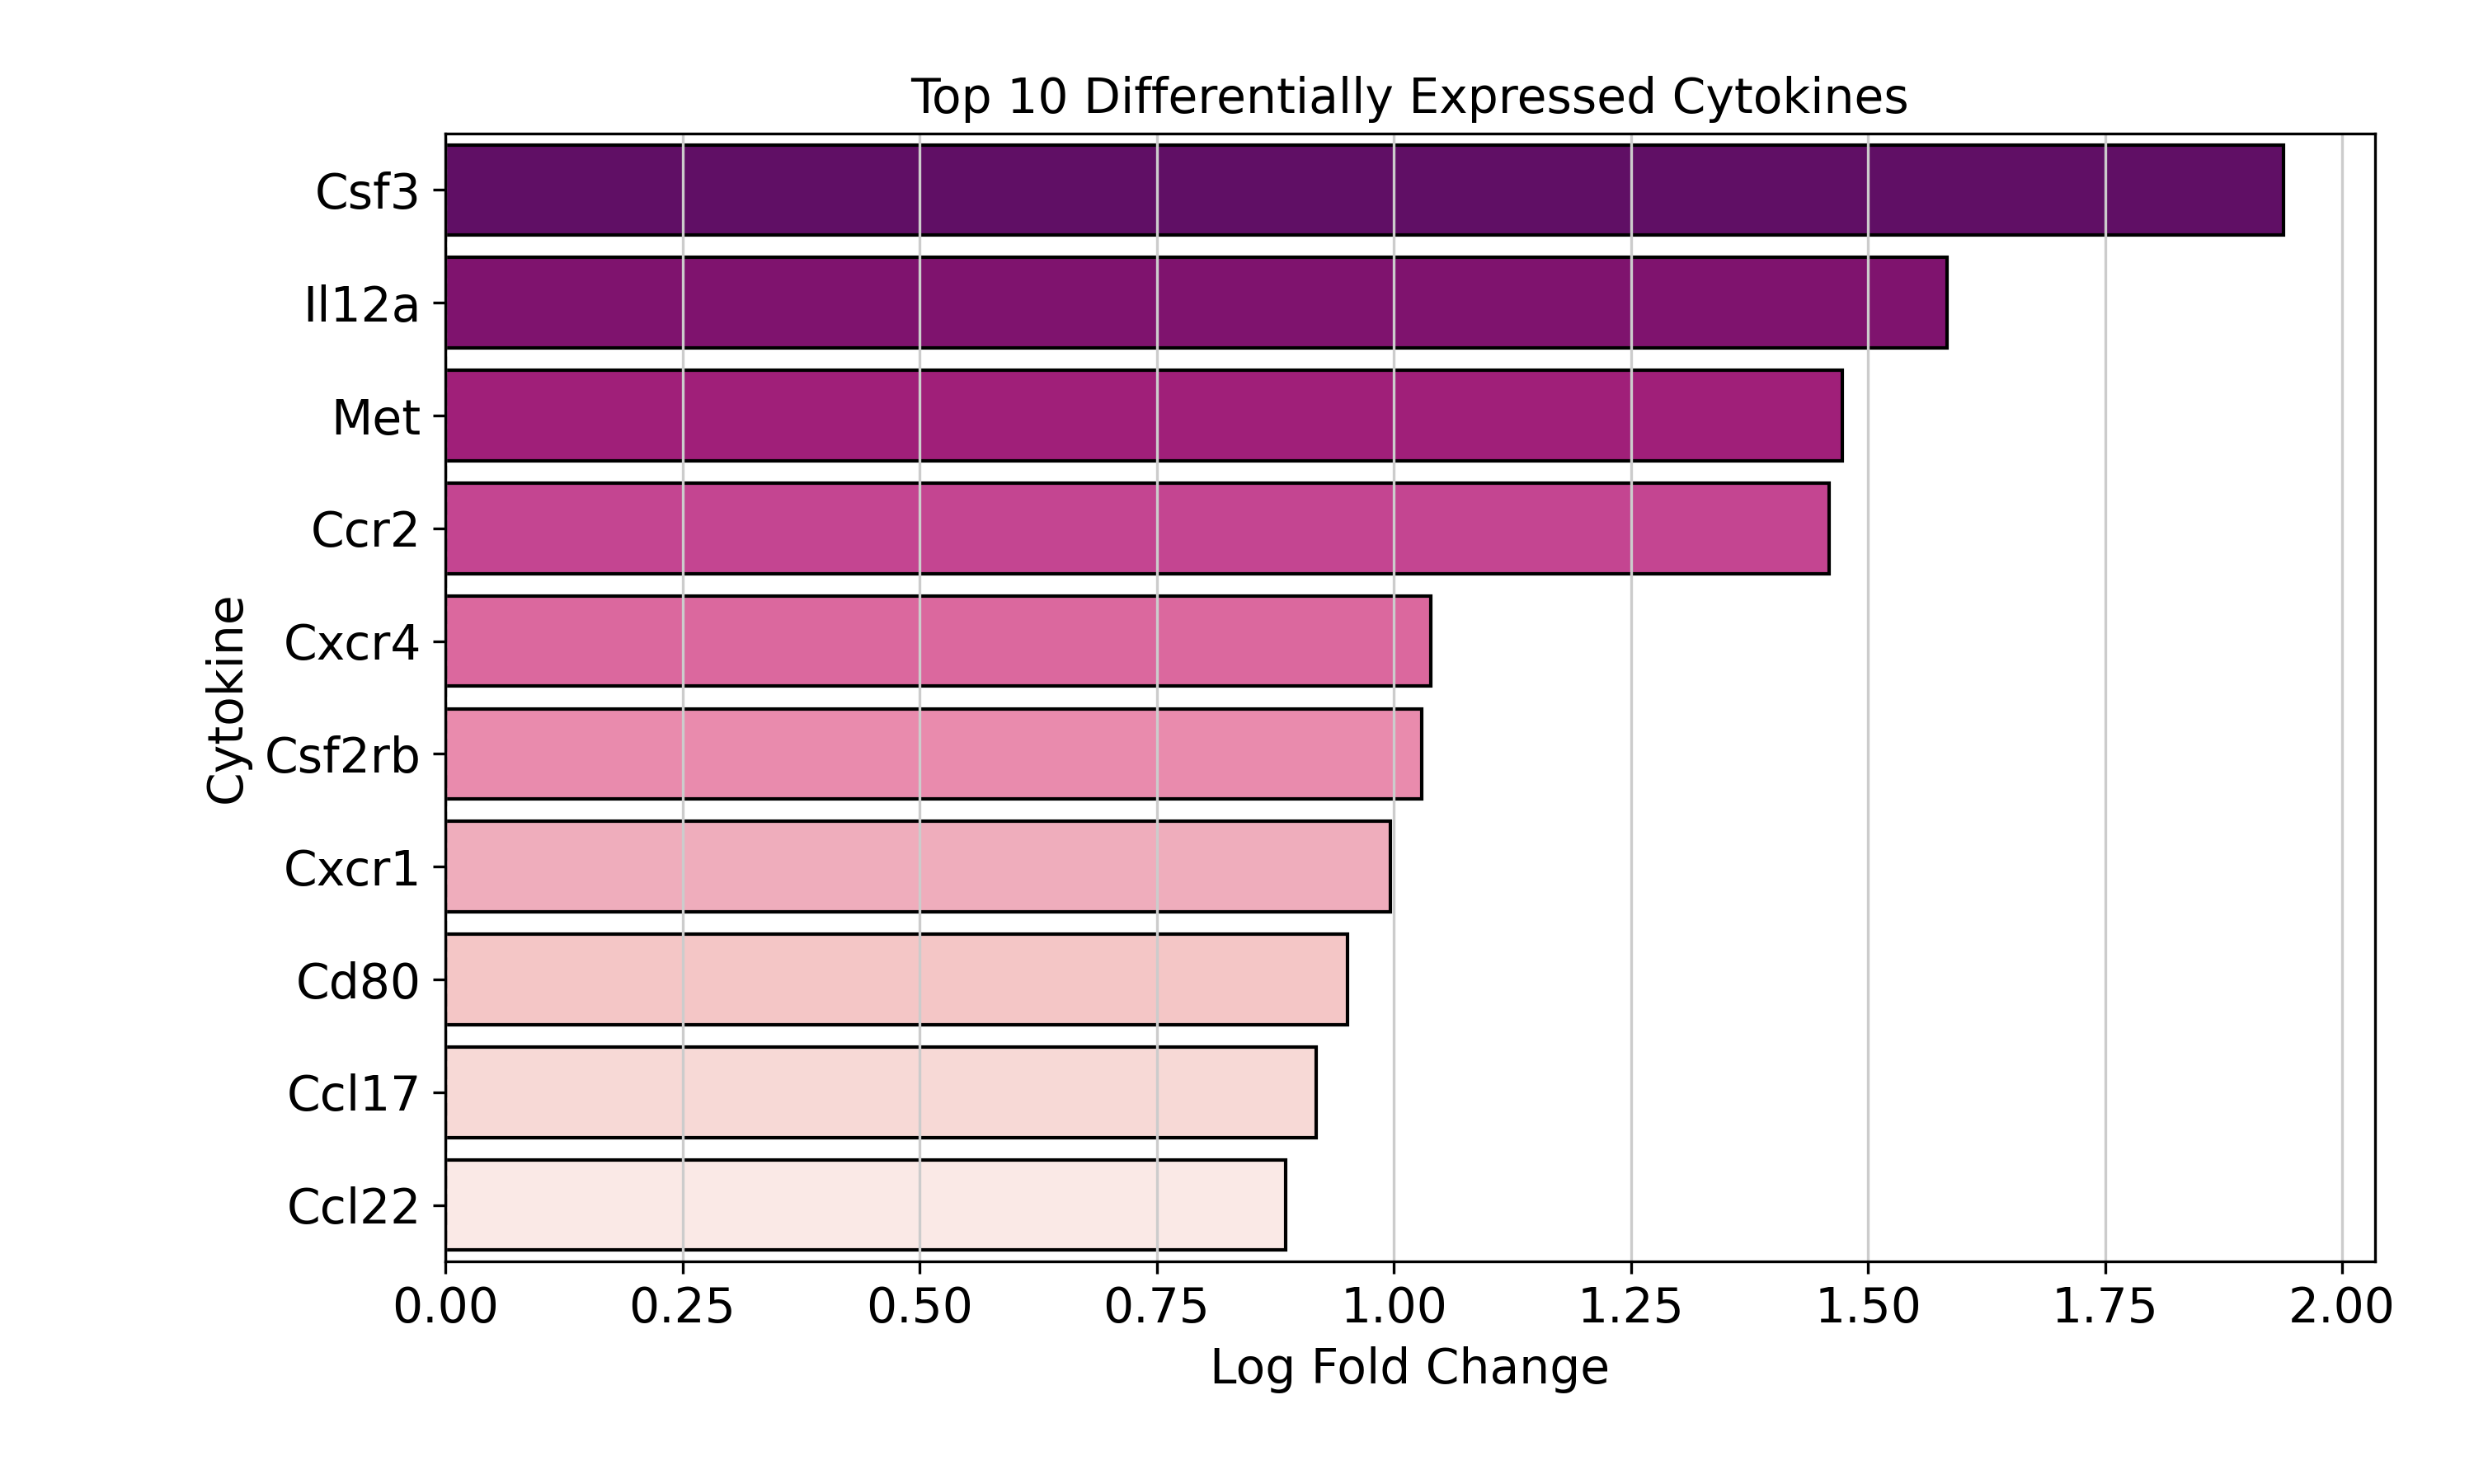 Top 10 Differentially Expressed Cytokines
Cytokine
Csf3
Il12a
Met
Ccr2
Cxcr4
Csf2rb
Cxcr1
Cd80
Ccl17
Ccl22
0.00 0.25 0.50 0.75 1.00 1.25 1.50 1.75 2.00
Log Fold Change